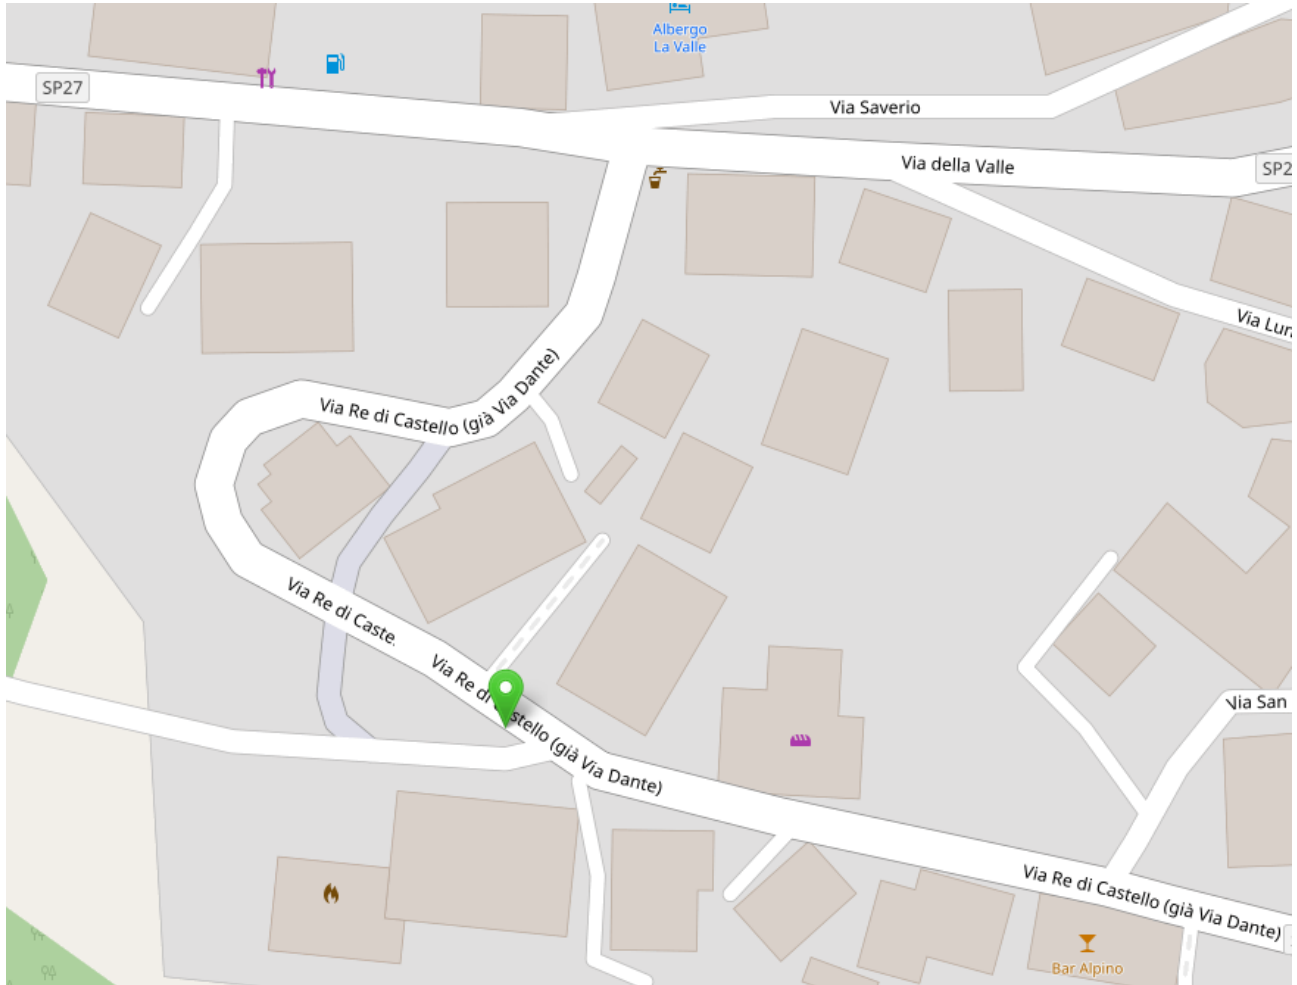 Albergo
La Valle
SP27
Via Saverio
Via della Valle
SP2
Via Lun
Via Re di Castello (già Via Dante)
Via Re di Caste.
Via Re di stello (già Via Dante)
Via San
Via Re di Castello (già Via Dante)
Bar Alpino